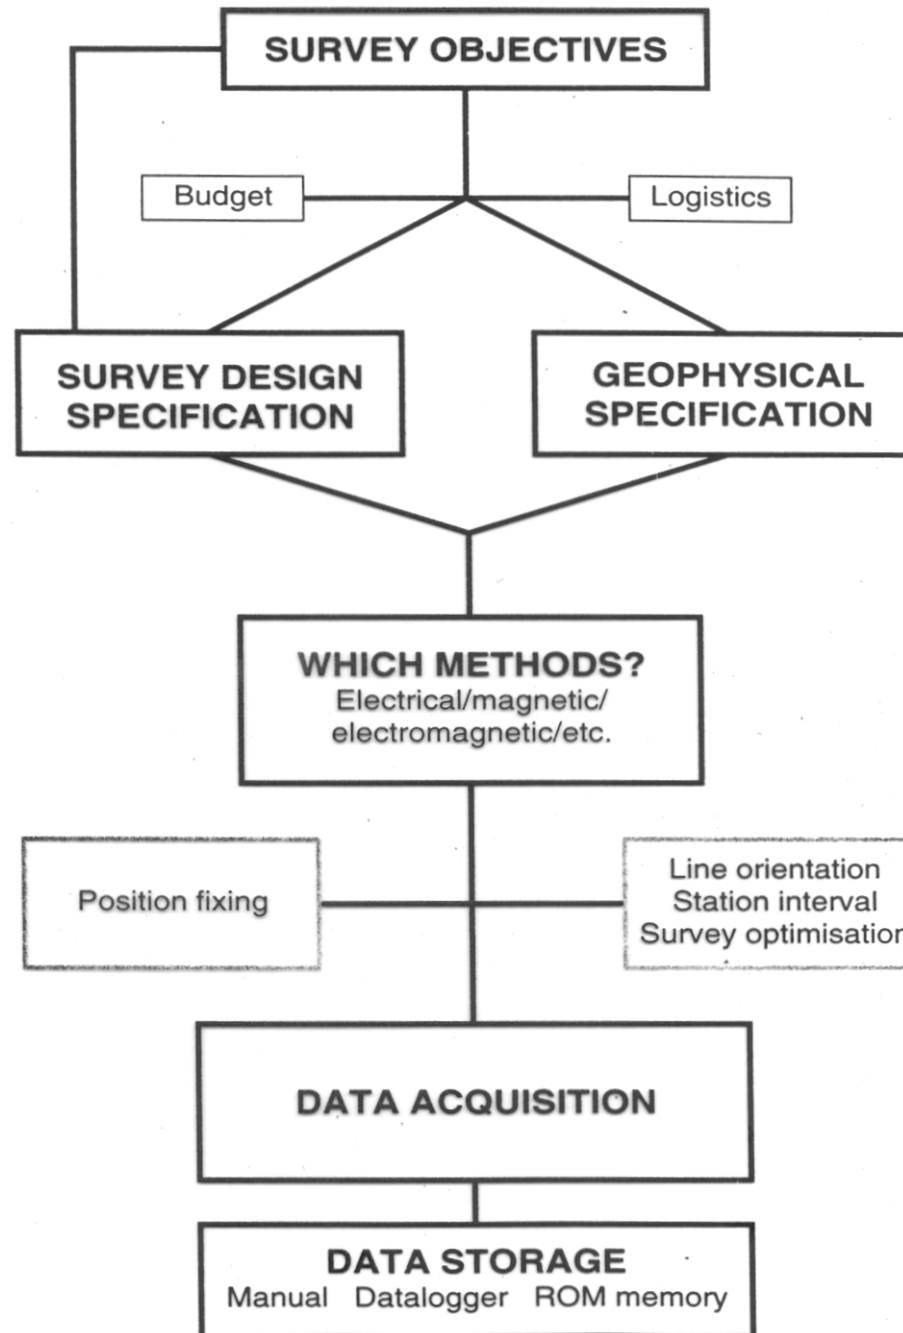 SURVEY OBJECTIVES
Budget
Logistics
SURVEY DESIGN
SPECIFICATION
GEOPHYSICAL
SPECIFICATION
WHICH METHODS?
Electrical/magnetic/
electromagnetic/etc.
Position fixing
Line orientation
Station interval
Survey optimisation
DATA ACQUISITION
DATA STORAGE
Manual Datalogger ROM memory